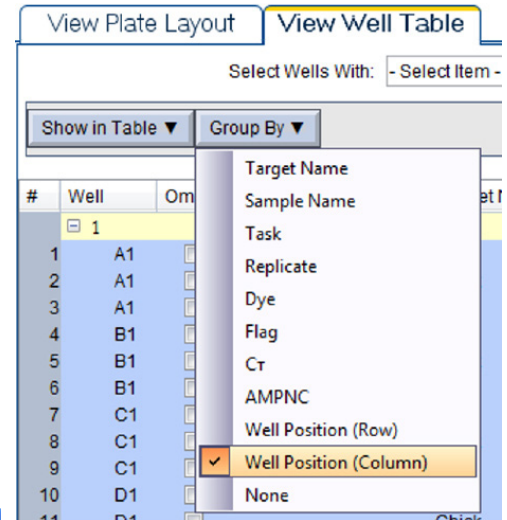 View Plate Layout View Well Table
Select Wells With: - Select Item -
Show in Table ▼ Group By ▼
Target Name
Sample Name
Task
Replicate
Dye
Flag
Cт
AMPNC
Well Position (Row)
Well Position (Column)
None
# Well Om
1
1 A1
2 A1
3 A1
4 B1
5 B1
6 B1
7 C1
8 C1
9 C1
10 D1
11 D1